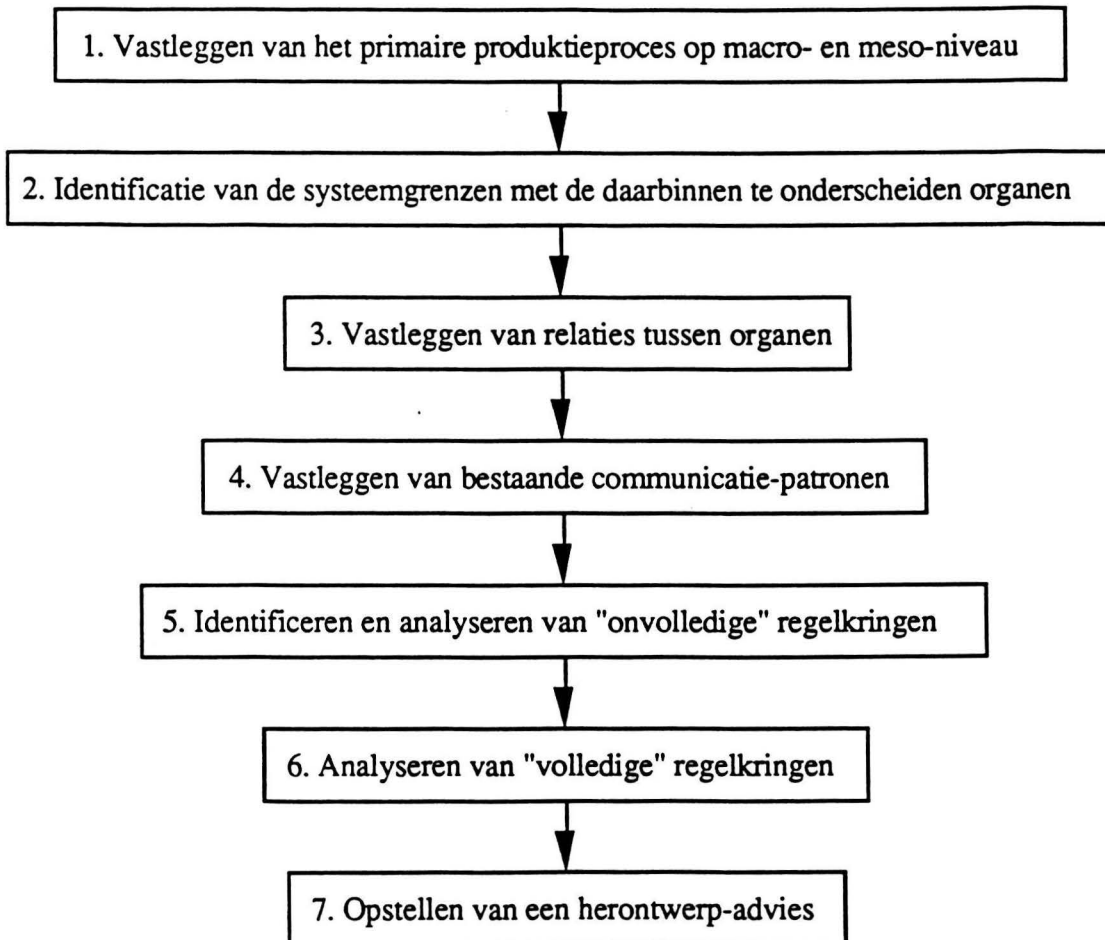 1. Vastleggen van het primaire produktieproces op macro- en meso-niveau
2. Identificatie van de systeemgrenzen met de daarbinnen te onderscheiden organen
3. Vastleggen van relaties tussen organen
4. Vastleggen van bestaande communicatie-patronen
5. Identificeren en analyseren van "onvolledige" regelkringen
6. Analyseren van "volledige" regelkringen
7. Opstellen van een herontwerp-advies